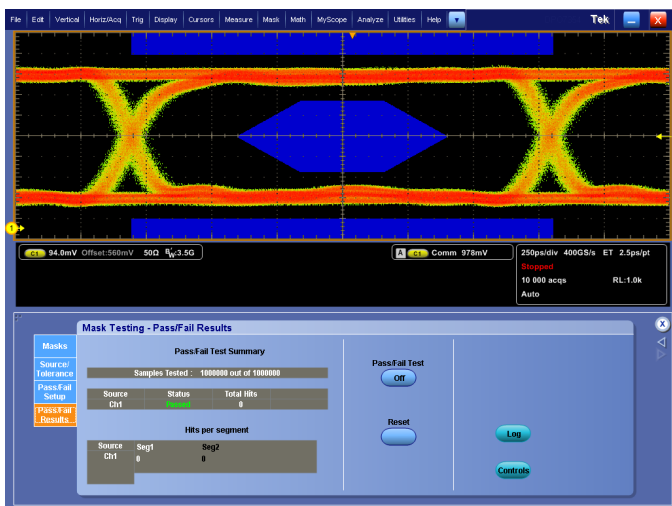 File Edit Vertical Horiz/Acq Trig Display Cursors Measure Mask Math MyScope Analyze Utilities Help Tek X
1
C1 94.0mV Offset:560mV 50Ω BW:3.5G
A C1 Comm 978mV
250ps/div 400GS/s ET 2.5ps/pt
Stopped
10 000 acqs RL:1.0k
Auto
Mask Testing - Pass/Fail Results
X
Masks
Source/
Tolerance
Pass/Fail
Setup
Pass/Fail
Results
Pass/Fail Test Summary
Samples Tested : 1000000 out of 1000000
Source Status Total Hits
Ch1 Passed 0
Hits per segment
Source Seg1 Seg2
Ch1 0 0
Pass/Fail Test
Off
Reset
Log
Controls